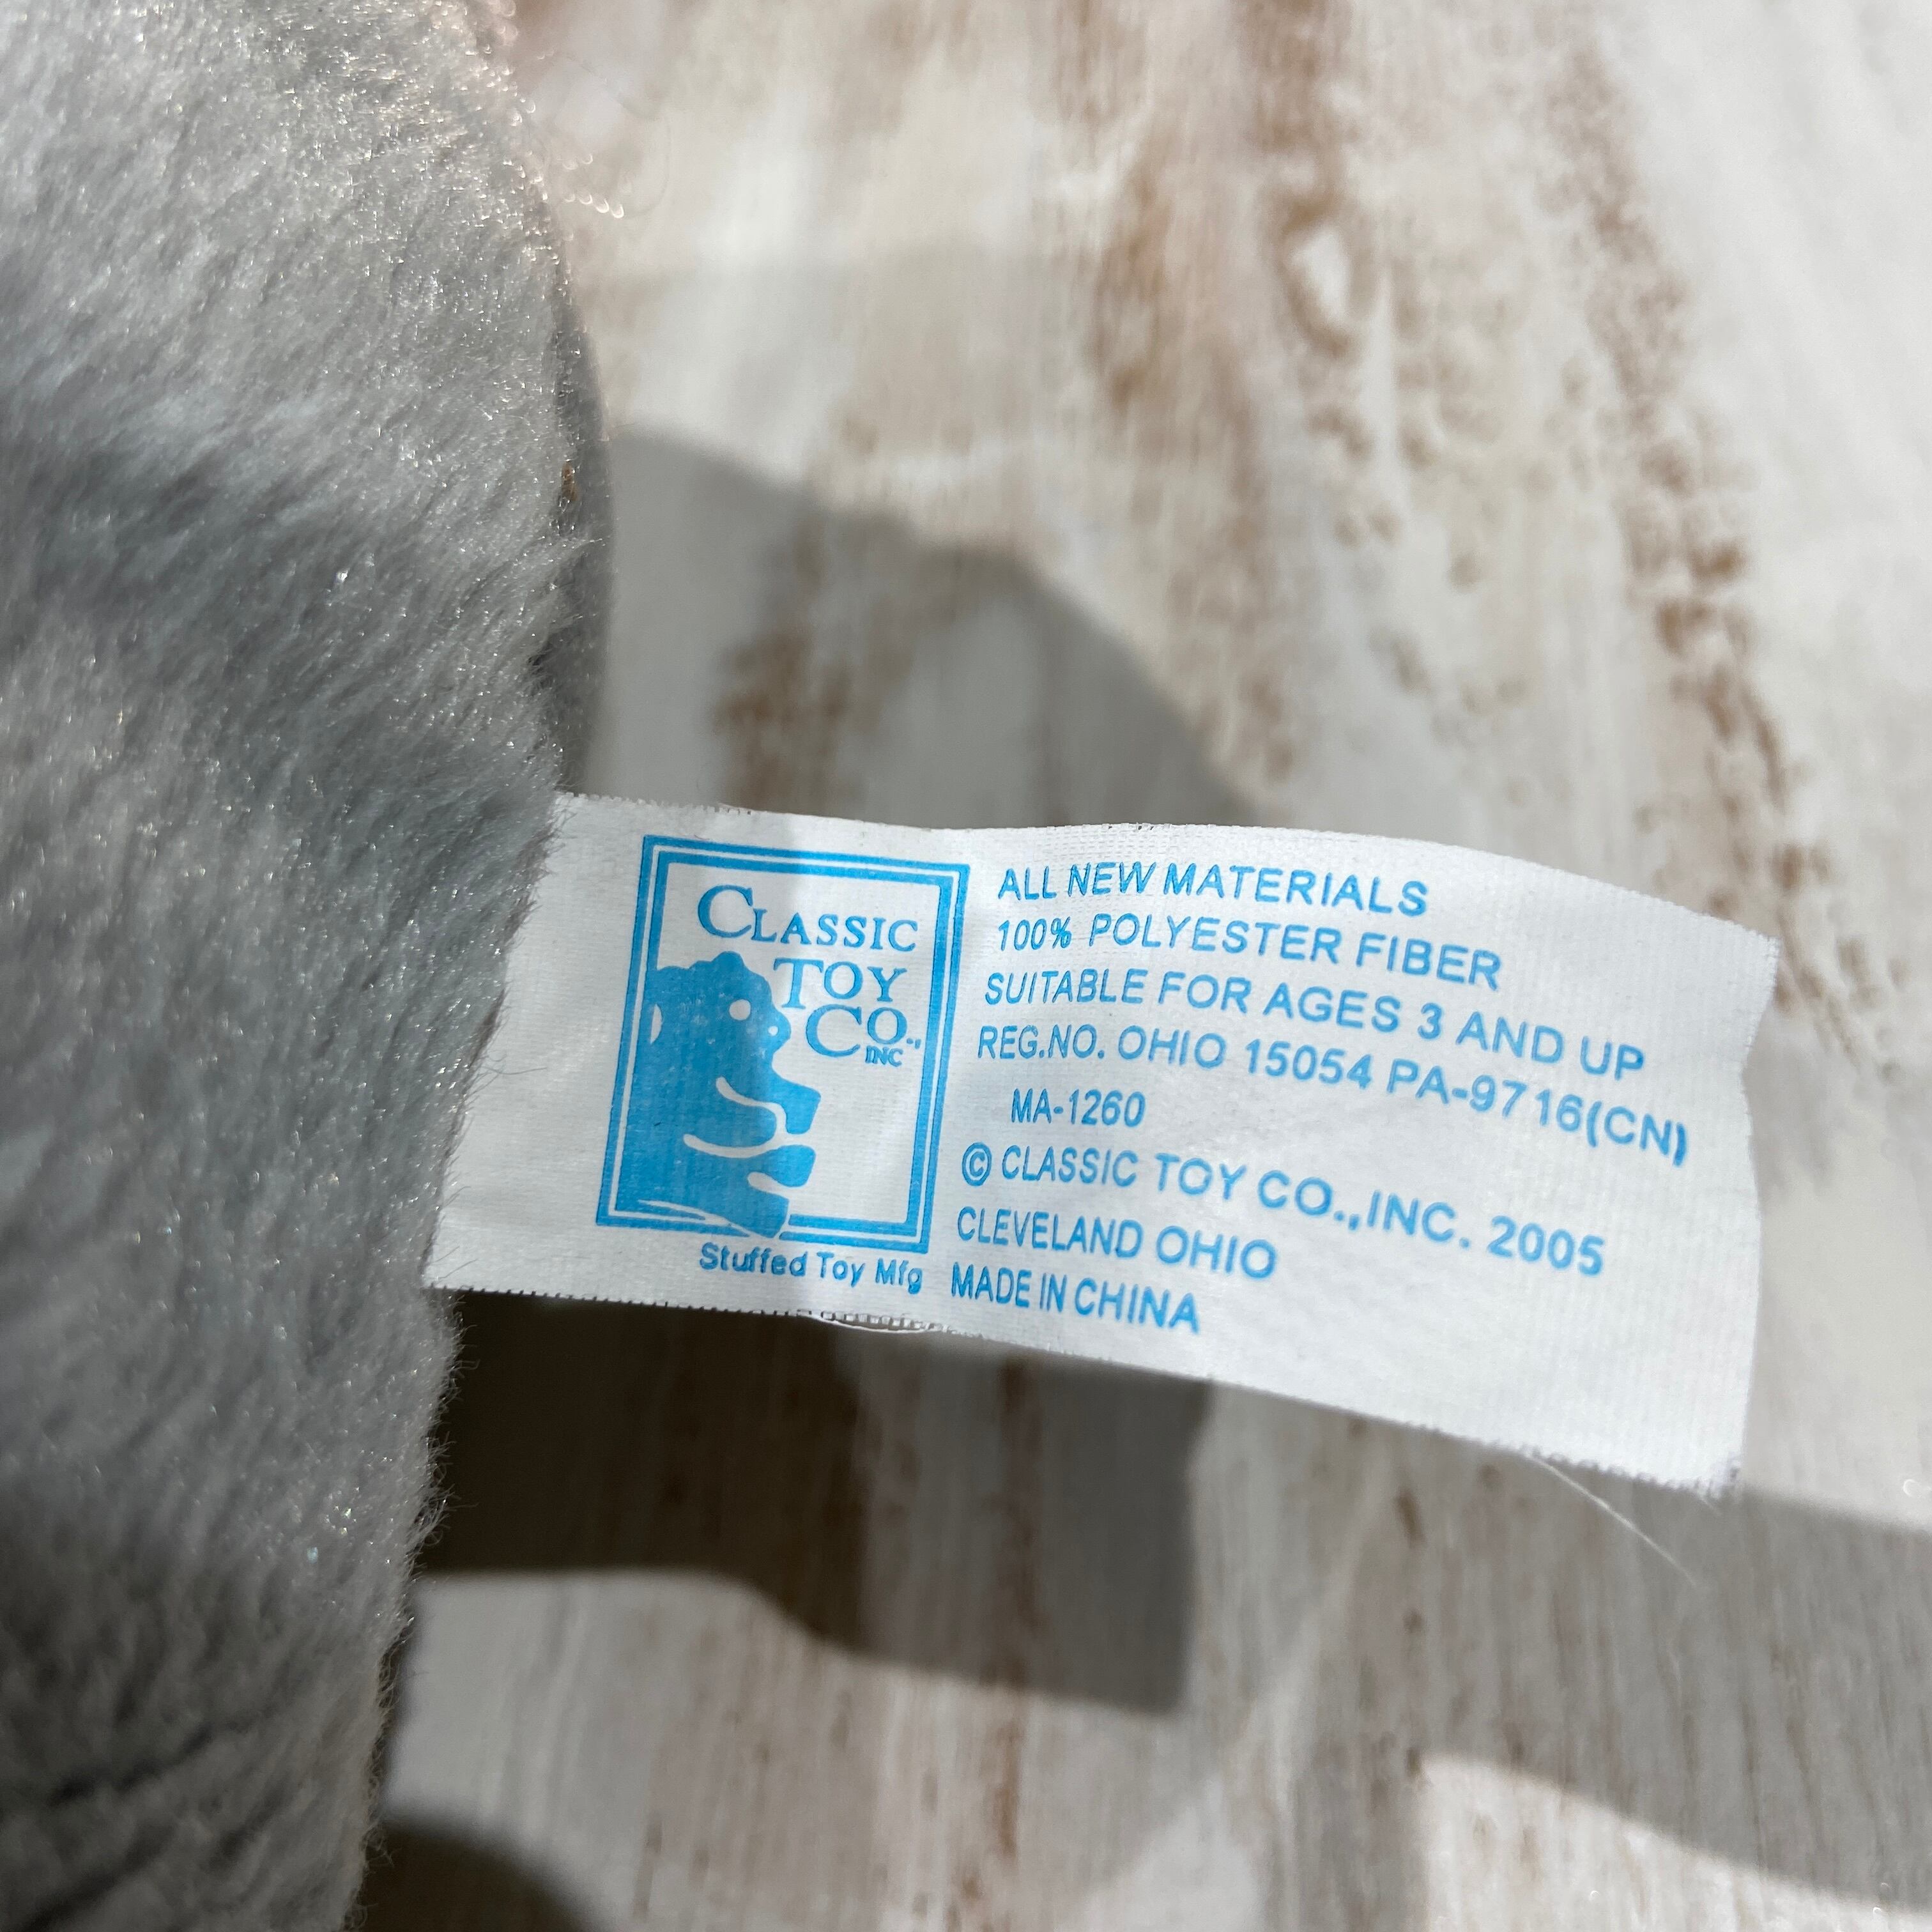 CLASSIC
TOY
CO.,
INC
Stuffed Toy Mfg
ALL NEW MATERIALS
100% POLYESTER FIBER
SUITABLE FOR AGES 3 AND UP
REG.NO. OHIO 15054 PA-9716(CN)
MA-1260
© CLASSIC TOY CO.,INC. 2005
CLEVELAND OHIO
MADE IN CHINA